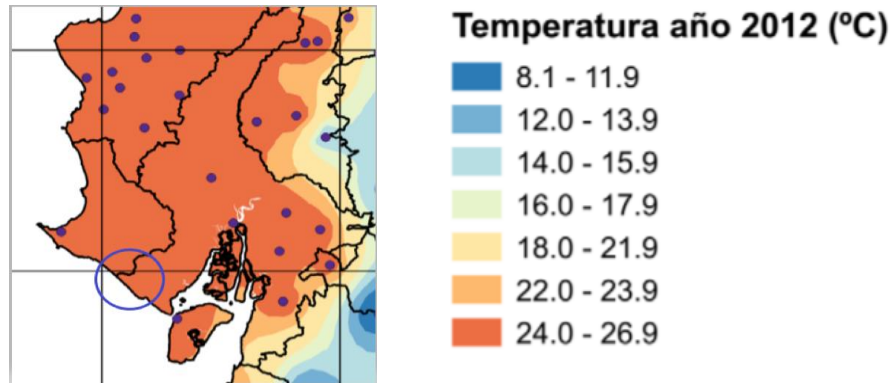 Temperatura año 2012 (ºC)
8.1 - 11.9
12.0 - 13.9
14.0 - 15.9
16.0 - 17.9
18.0 - 21.9
22.0 - 23.9
24.0 - 26.9